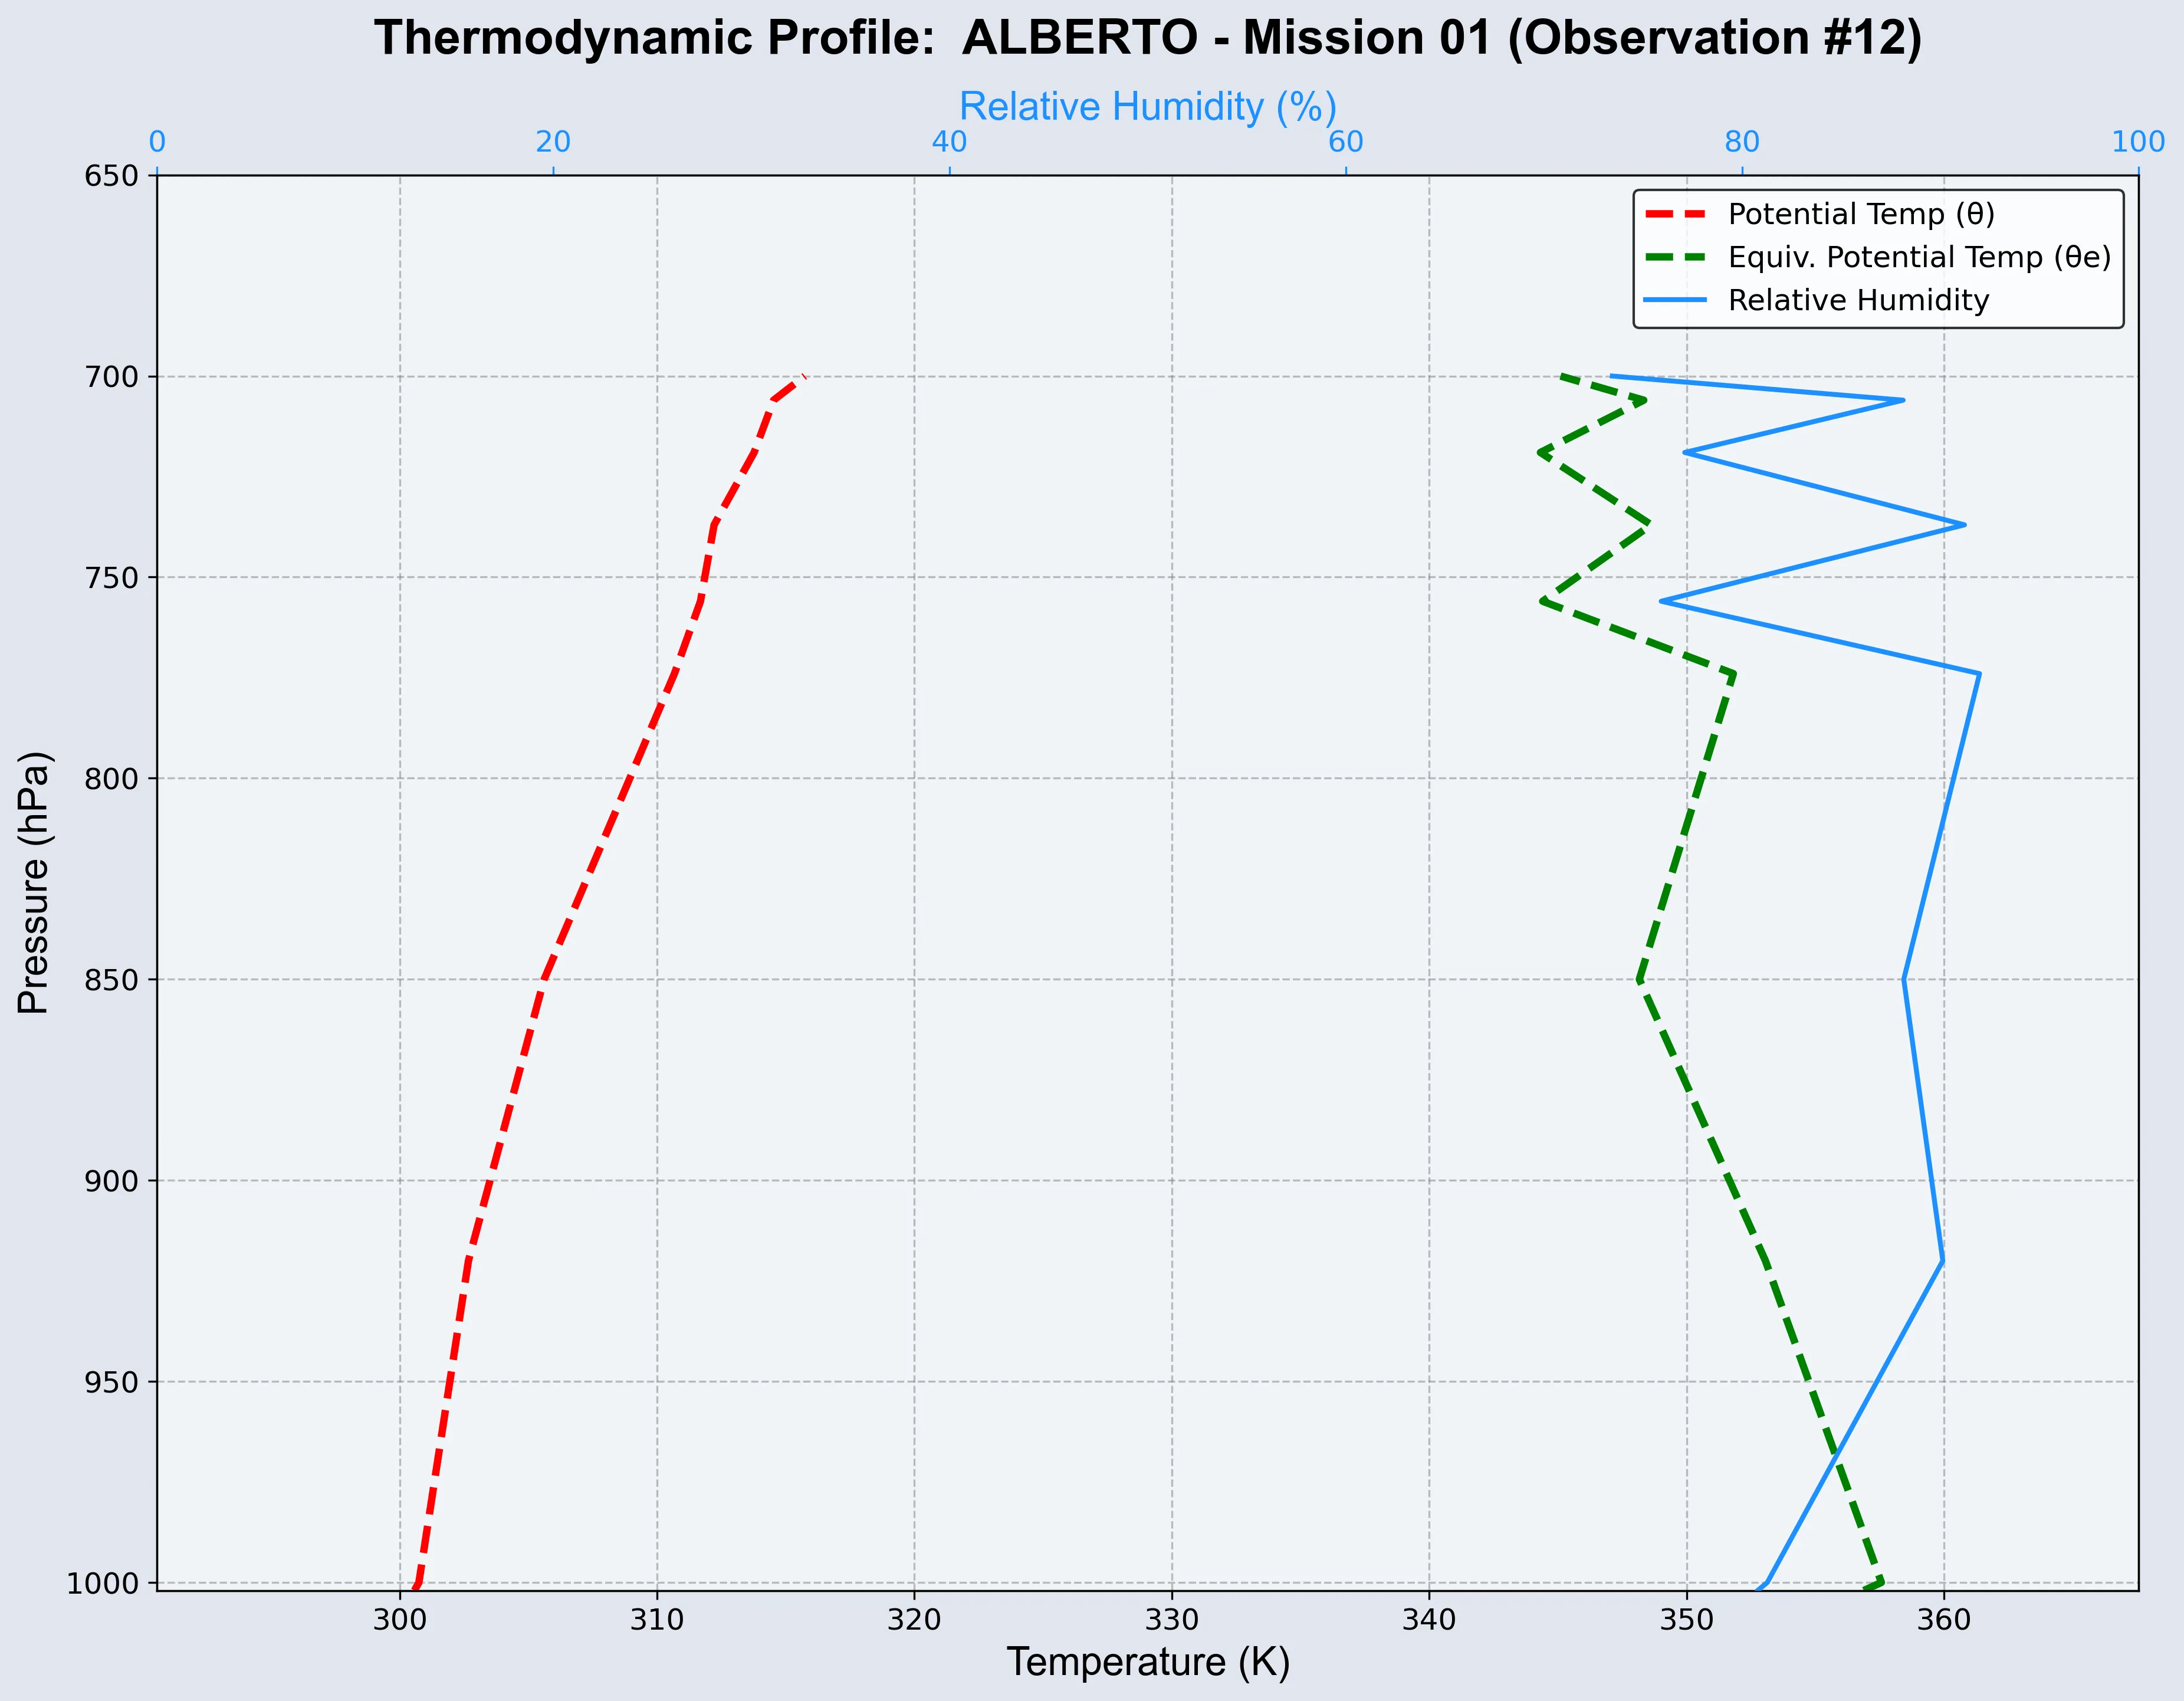 Thermodynamic Profile:  ALBERTO - Mission 01 (Observation #12)
Relative Humidity (%)
0 20 40 60 80 100
Potential Temp (θ)
Equiv. Potential Temp (θe)
Relative Humidity
Pressure (hPa)
650
700
750
800
850
900
950
1000
300 310 320 330 340 350 360
Temperature (K)